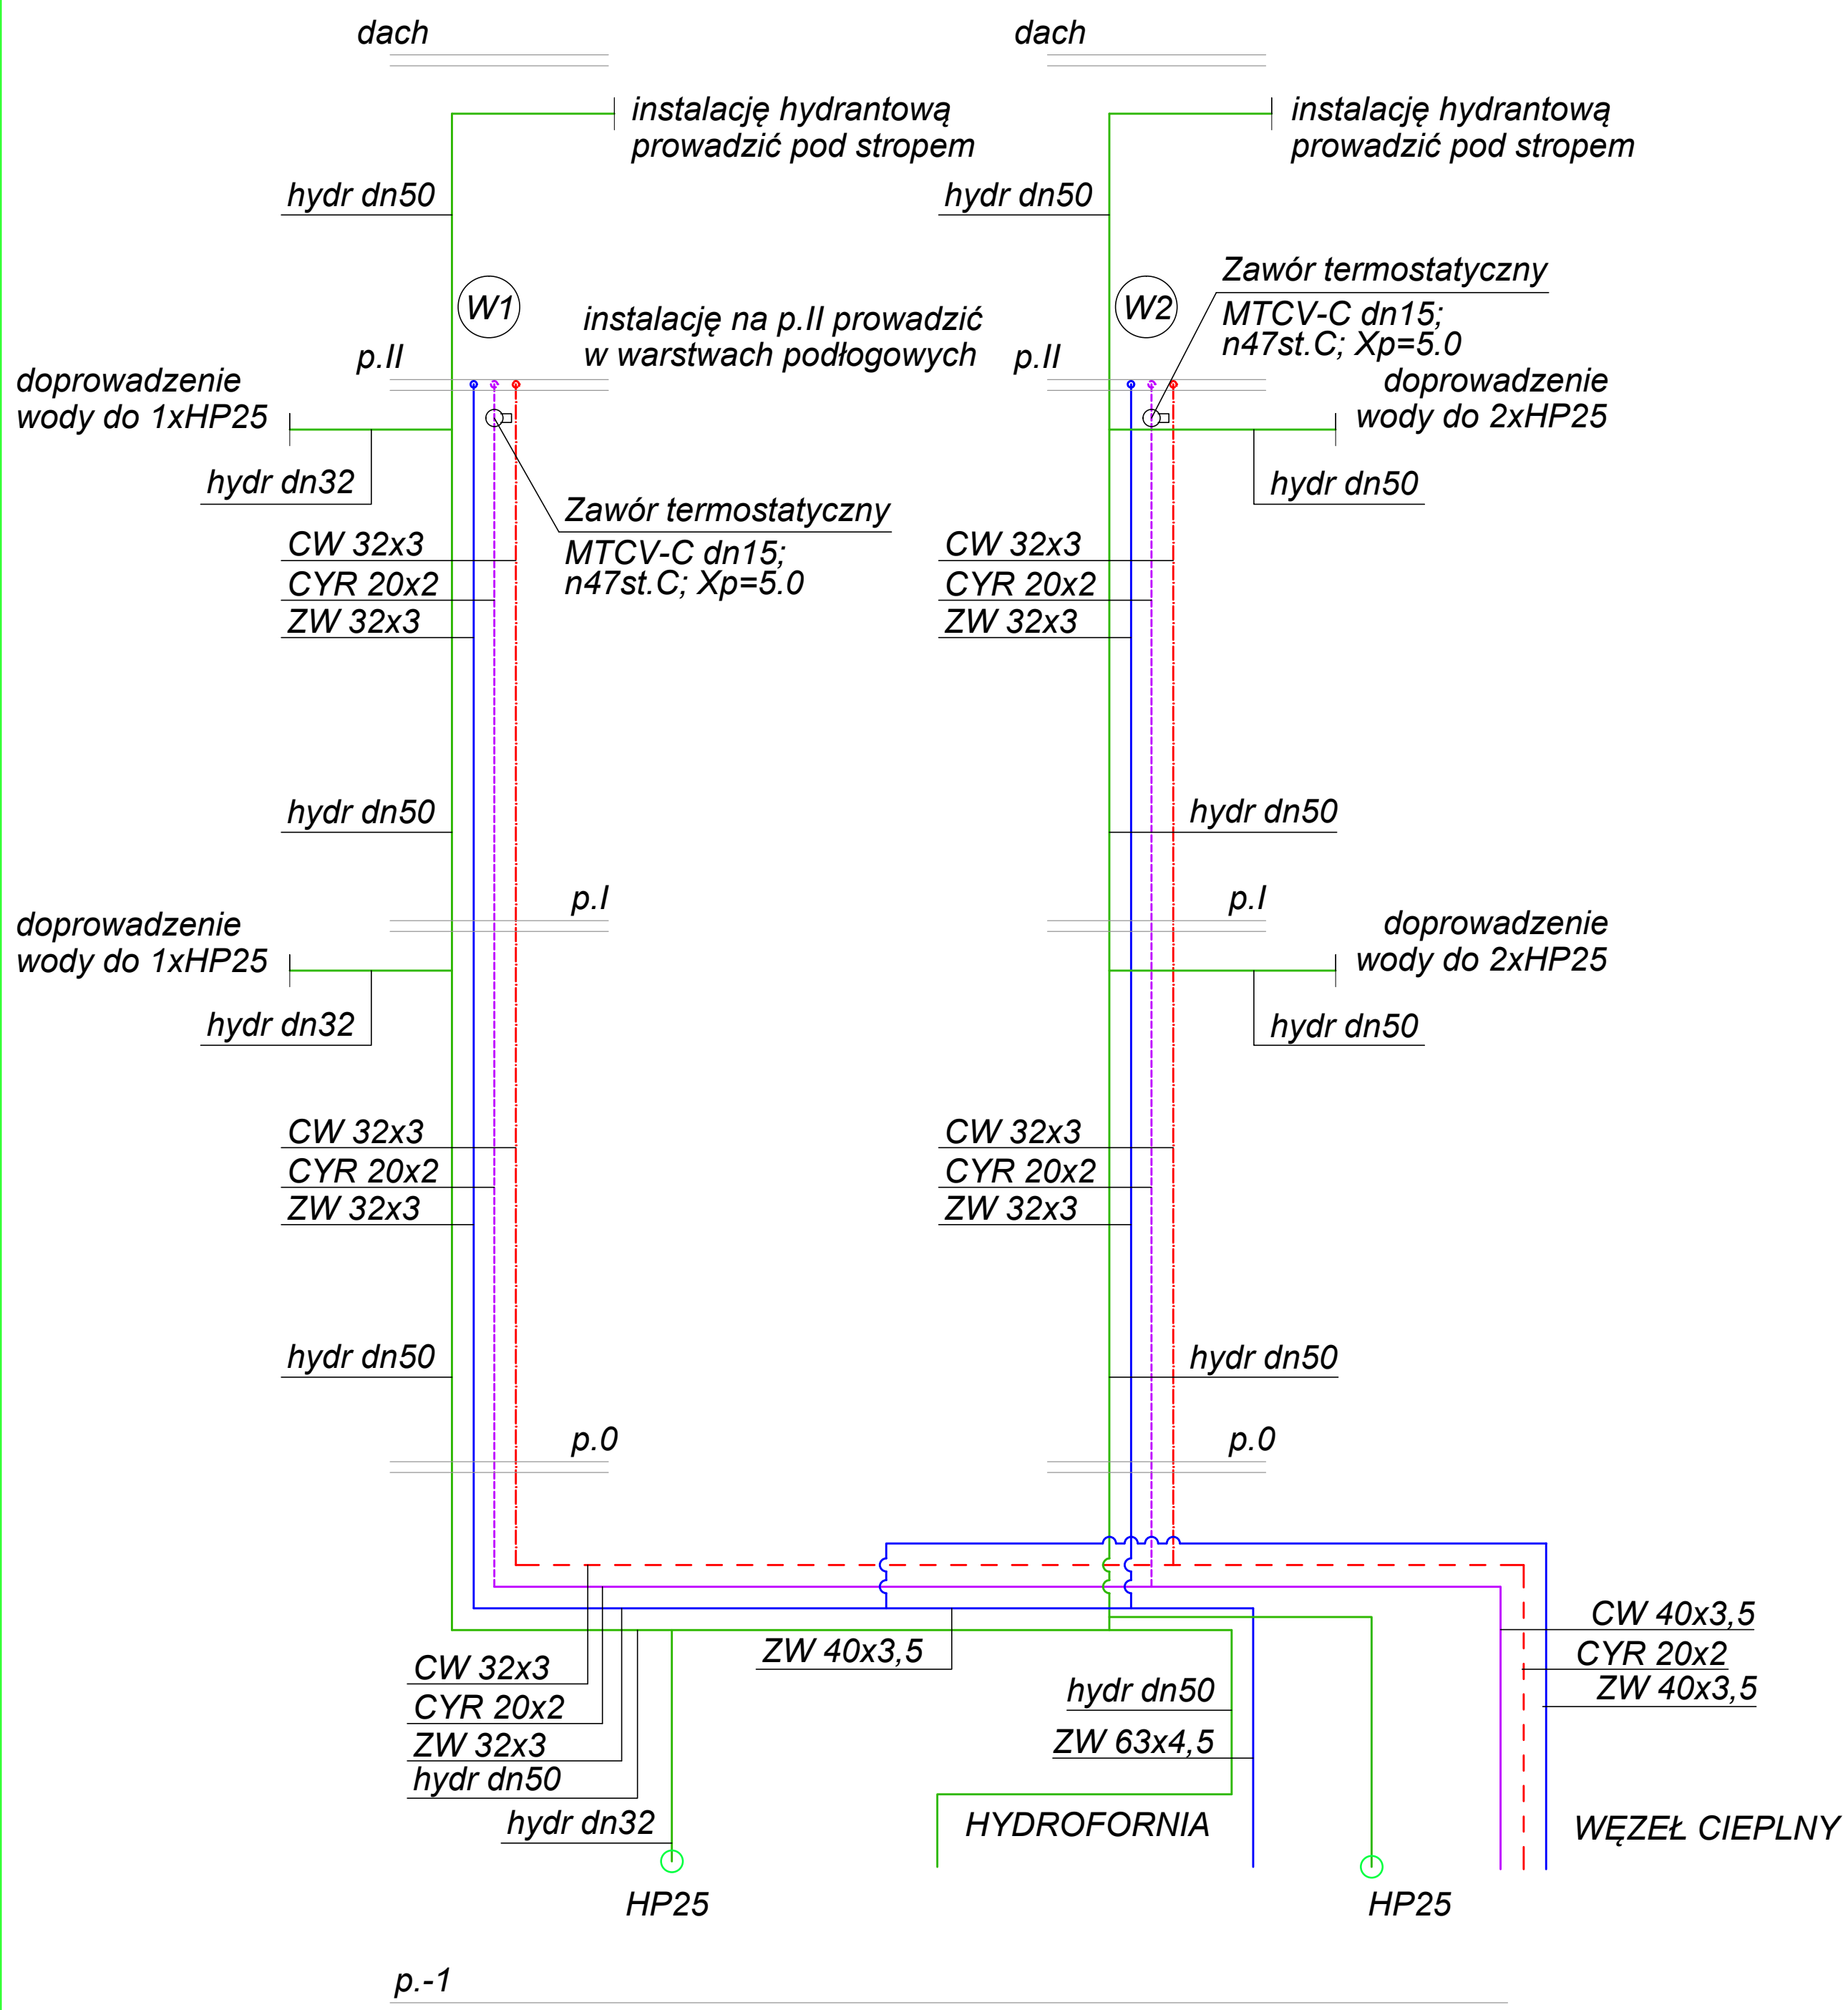 dach
dach
instalację hydrantową
prowadzić pod stropem
instalację hydrantową
prowadzić pod stropem
hydr dn50
hydr dn50
W1
W2
Zawór termostatyczny
MTCV-C dn15;
n47st.C; Xp=5.0
instalację na p.II prowadzić
w warstwach podłogowych
p.II
p.II
doprowadzenie
wody do 1xHP25
doprowadzenie
wody do 2xHP25
hydr dn32
hydr dn50
Zawór termostatyczny
MTCV-C dn15;
n47st.C; Xp=5.0
CW 32x3
CYR 20x2
ZW 32x3
CW 32x3
CYR 20x2
ZW 32x3
hydr dn50
hydr dn50
p.I
p.I
doprowadzenie
wody do 1xHP25
doprowadzenie
wody do 2xHP25
hydr dn32
hydr dn50
CW 32x3
CYR 20x2
ZW 32x3
CW 32x3
CYR 20x2
ZW 32x3
hydr dn50
hydr dn50
p.0
p.0
CW 32x3
CYR 20x2
ZW 32x3
hydr dn50
hydr dn32
ZW 40x3,5
hydr dn50
ZW 63x4,5
CW 40x3,5
CYR 20x2
ZW 40x3,5
HYDROFORNIA
WĘZEŁ CIEPLNY
HP25
HP25
p.-1